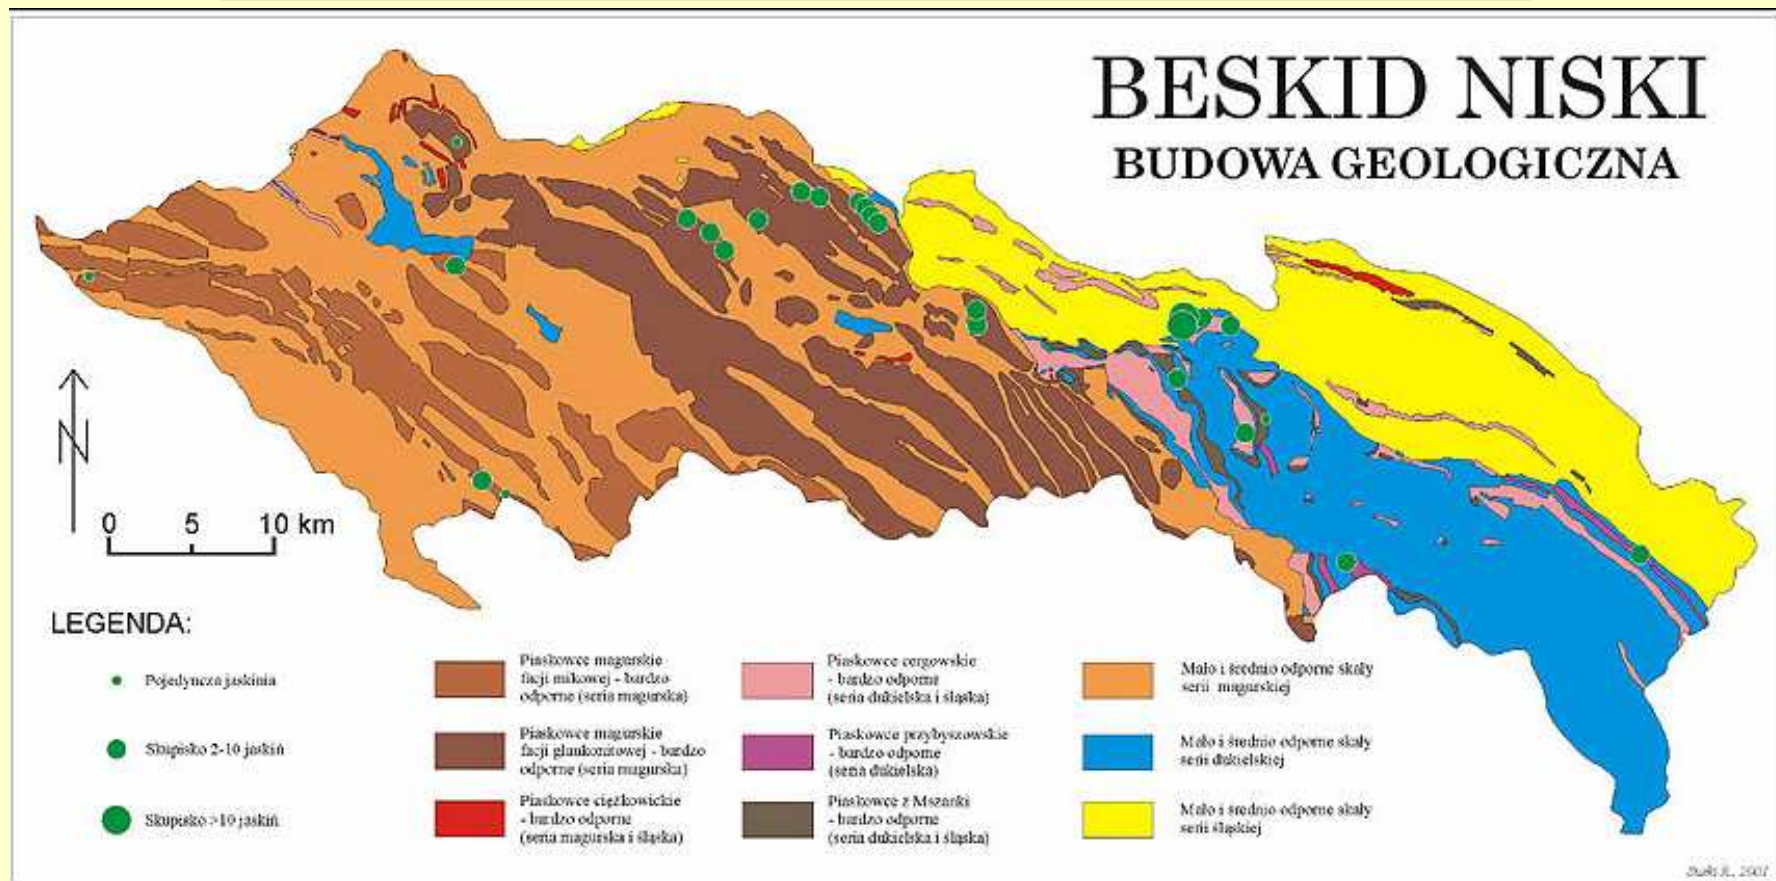 BESKID NISKI
BUDOWA GEOLOGICZNA
N
0 5 10 km
LEGENDA:
Pojedyncza jaskinia
Skupisko 2-10 jaskiń
Skupisko >10 jaskiń
Piaskowce magurskie
facji mikowej - bardzo
odporne (seria magurska)
Piaskowce magurskie
facji glaukonitowej - bardzo
odporne (seria magurska)
Piaskowce ciężkowickie
- bardzo odporne
(seria magurska i śląska)
Piaskowce cergowskie
- bardzo odporne
(seria dukielska i śląska)
Piaskowce przybyszowskie
- bardzo odporne
(seria dukielska)
Piaskowce z Mszanki
- bardzo odporne
(seria dukielska i śląska)
Mało i średnio odporne skały
serii magurskiej
Mało i średnio odporne skały
serii dukielskiej
Mało i średnio odporne skały
serii śląskiej
2001